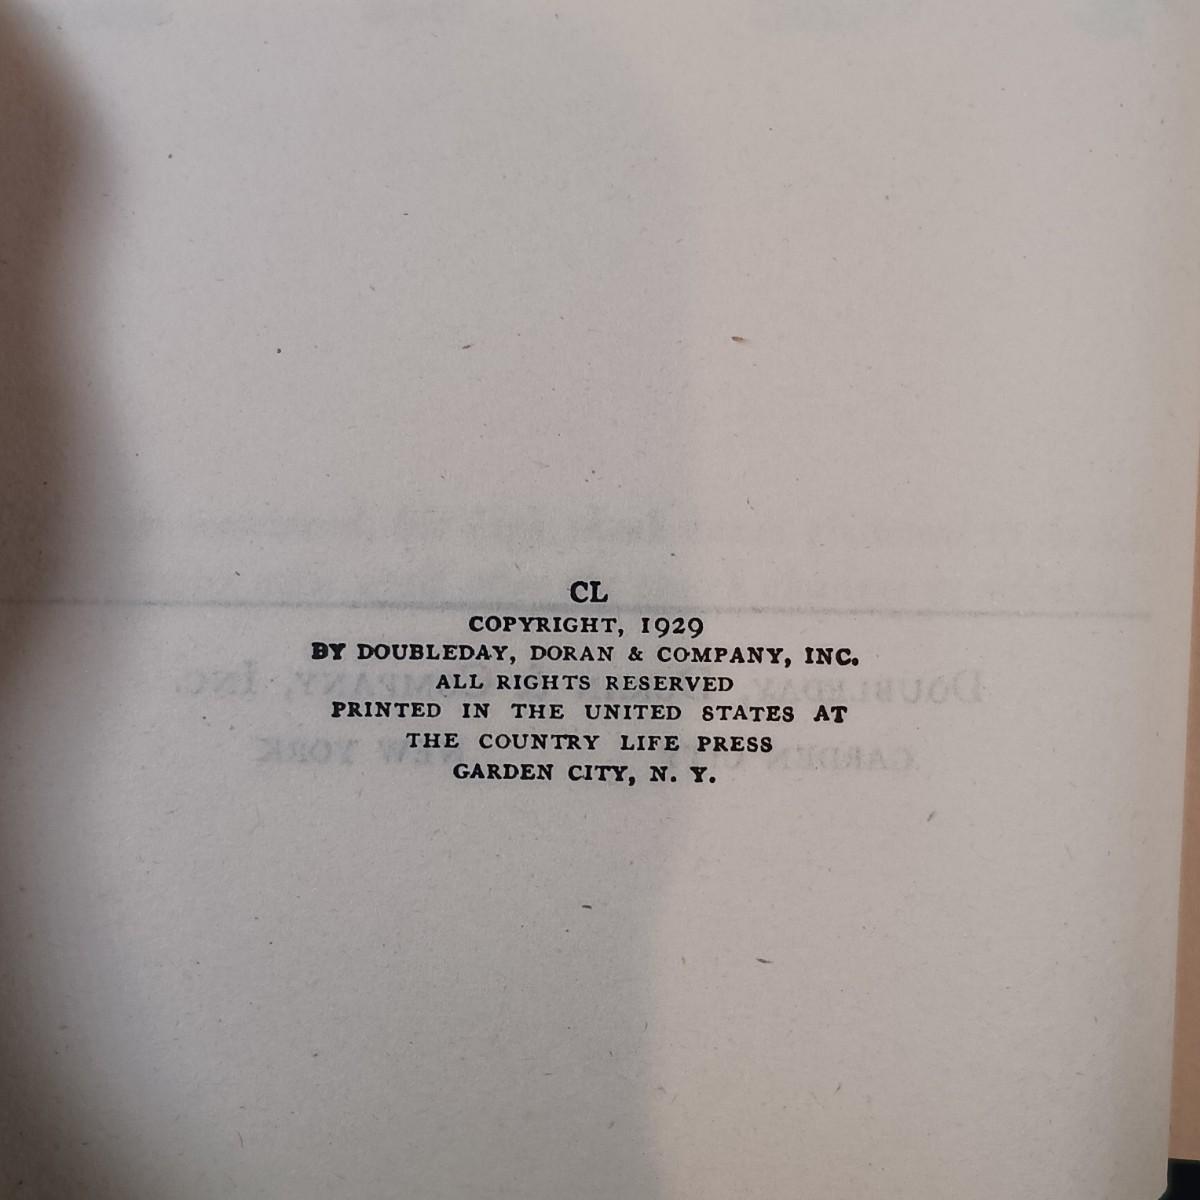 CL
COPYRIGHT, 1929
BY DOUBLEDAY, DORAN & COMPANY, INC.
ALL RIGHTS RESERVED
PRINTED IN THE UNITED STATES AT
THE COUNTRY LIFE PRESS
GARDEN CITY, N. Y.